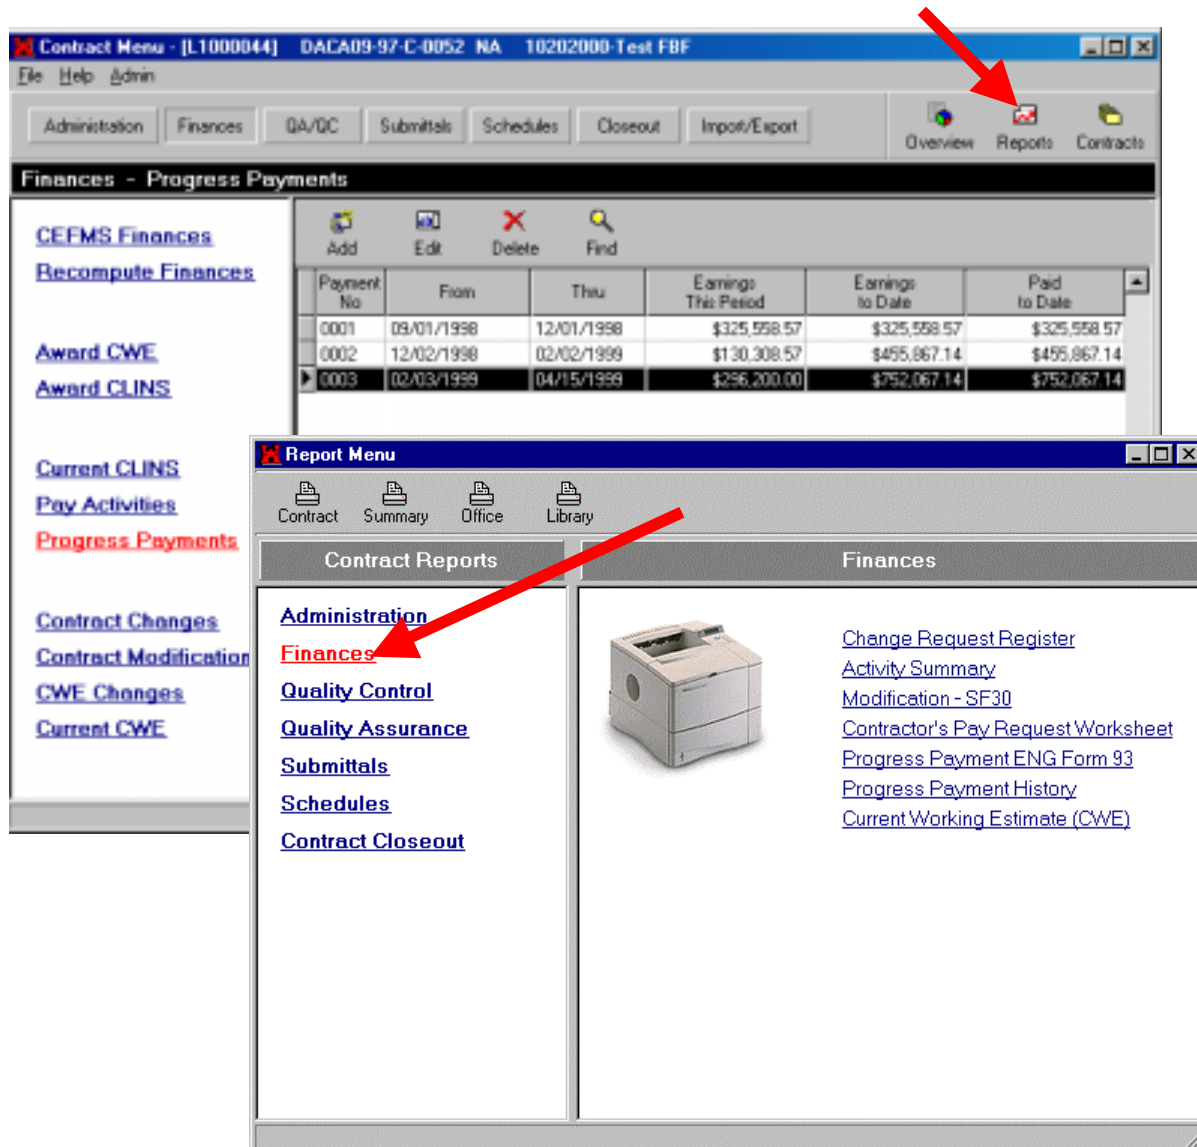 Contract Menu - [L1000044] DACA09-97-C-0052 NA 10202000-Test FBF
File Help Admin
Administration Finances QA/QC Submittals Schedules Closeout Import/Export
Overview Reports Contracts
Finances - Progress Payments
CEFMS Finances
Recompute Finances
Award CWE
Award CLINS
Current CLINS
Pay Activities
Progress Payments
Contract Changes
Contract Modification
CWE Changes
Current CWE
Add Edit Delete Find
Payment No From Thru Earnings This Period Earnings to Date Paid to Date
0001 09/01/1998 12/01/1998 $325,558.57 $325,558.57 $325,558.57
0002 12/02/1998 02/02/1999 $130,308.57 $455,867.14 $455,867.14
0003 02/03/1999 04/15/1999 $296,200.00 $752,067.14 $752,067.14
Report Menu
Contract Summary Office Library
Contract Reports
Administration
Finances
Quality Control
Quality Assurance
Submittals
Schedules
Contract Closeout
Finances
Change Request Register
Activity Summary
Modification - SF30
Contractor's Pay Request Worksheet
Progress Payment ENG Form 93
Progress Payment History
Current Working Estimate (CWE)